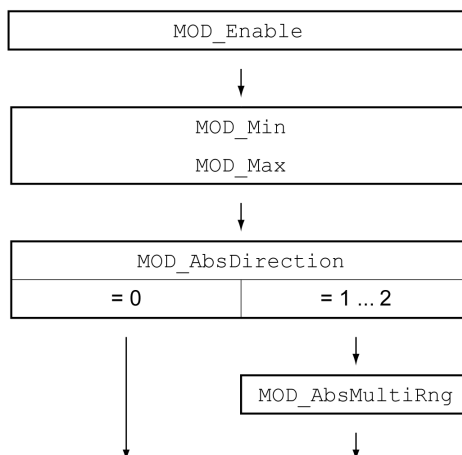 MOD_Enable
MOD_Min
MOD_Max
MOD_AbsDirection
= 0
= 1 ... 2
MOD_AbsMultiRng